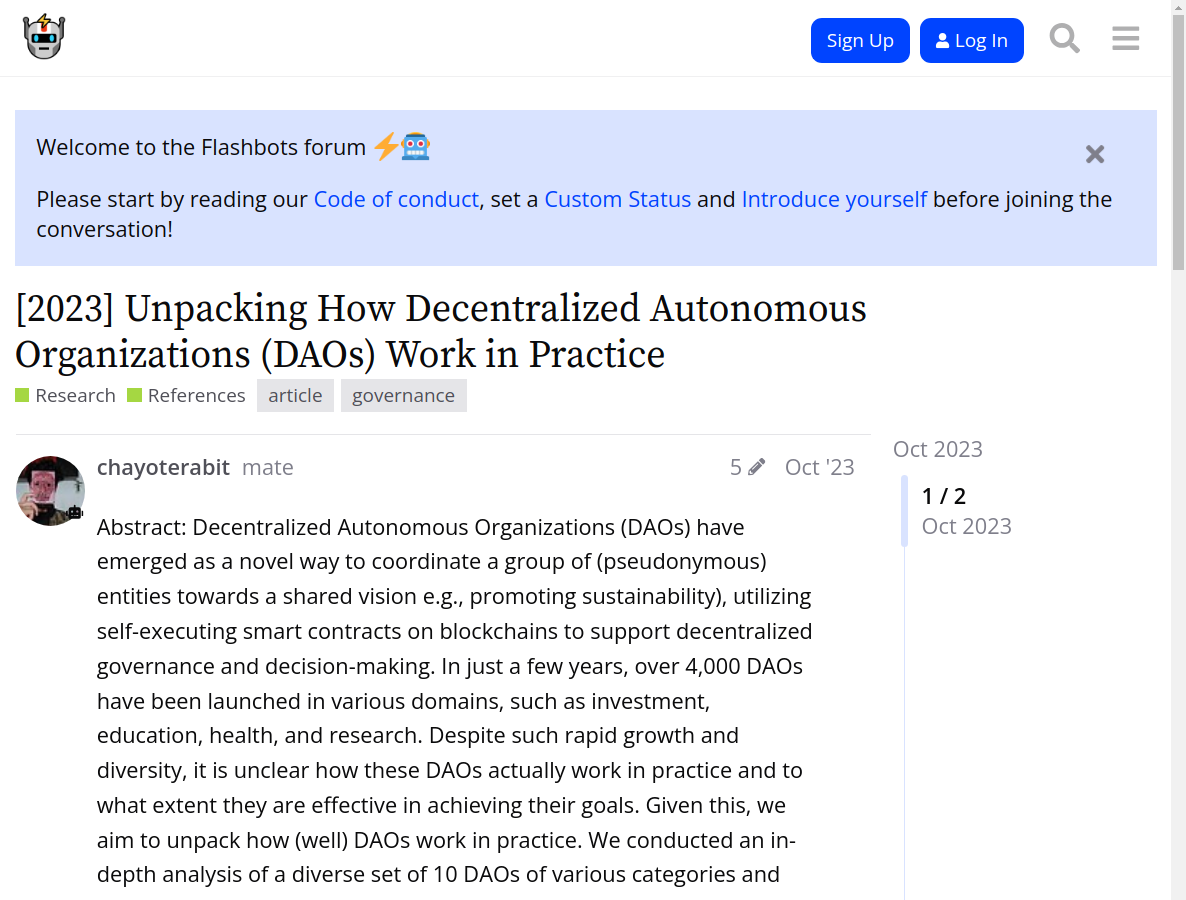 Sign Up
Log In
Welcome to the Flashbots forum
Please start by reading our Code of conduct, set a Custom Status and Introduce yourself before joining the
conversation!
[2023] Unpacking How Decentralized Autonomous
Organizations (DAOs) Work in Practice
Research References article governance
chayoterabit mate 5 Oct '23
Oct 2023
1 / 2
Oct 2023
Abstract: Decentralized Autonomous Organizations (DAOs) have
emerged as a novel way to coordinate a group of (pseudonymous)
entities towards a shared vision e.g., promoting sustainability), utilizing
self-executing smart contracts on blockchains to support decentralized
governance and decision-making. In just a few years, over 4,000 DAOs
have been launched in various domains, such as investment,
education, health, and research. Despite such rapid growth and
diversity, it is unclear how these DAOs actually work in practice and to
what extent they are effective in achieving their goals. Given this, we
aim to unpack how (well) DAOs work in practice. We conducted an in-
depth analysis of a diverse set of 10 DAOs of various categories and